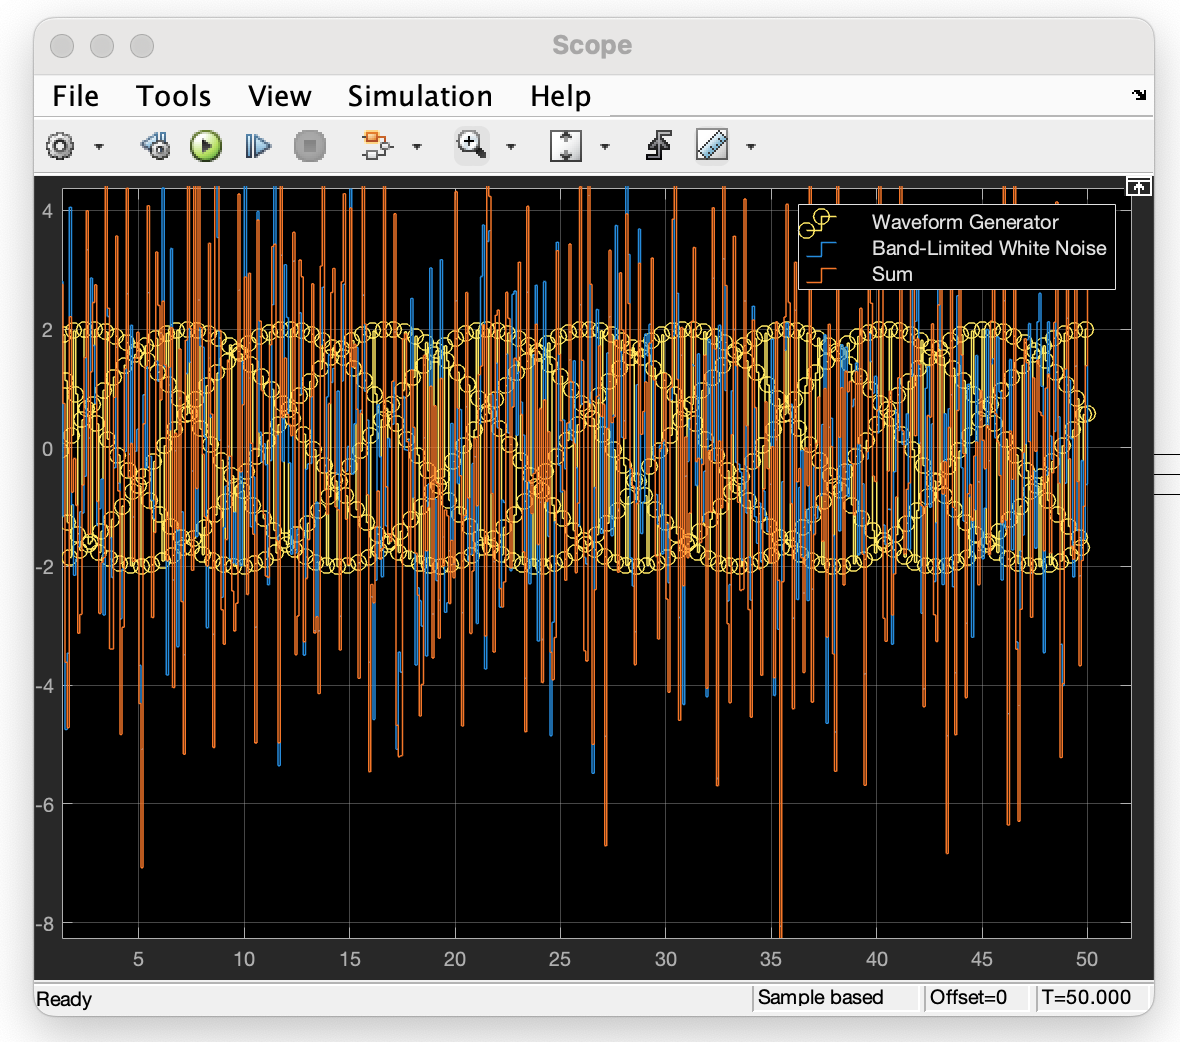 Scope
File Tools View Simulation Help
Waveform Generator
Band-Limited White Noise
Sum
4
2
0
-2
-4
-6
-8
5 10 15 20 25 30 35 40 45 50
Ready Sample based Offset=0 T=50.000